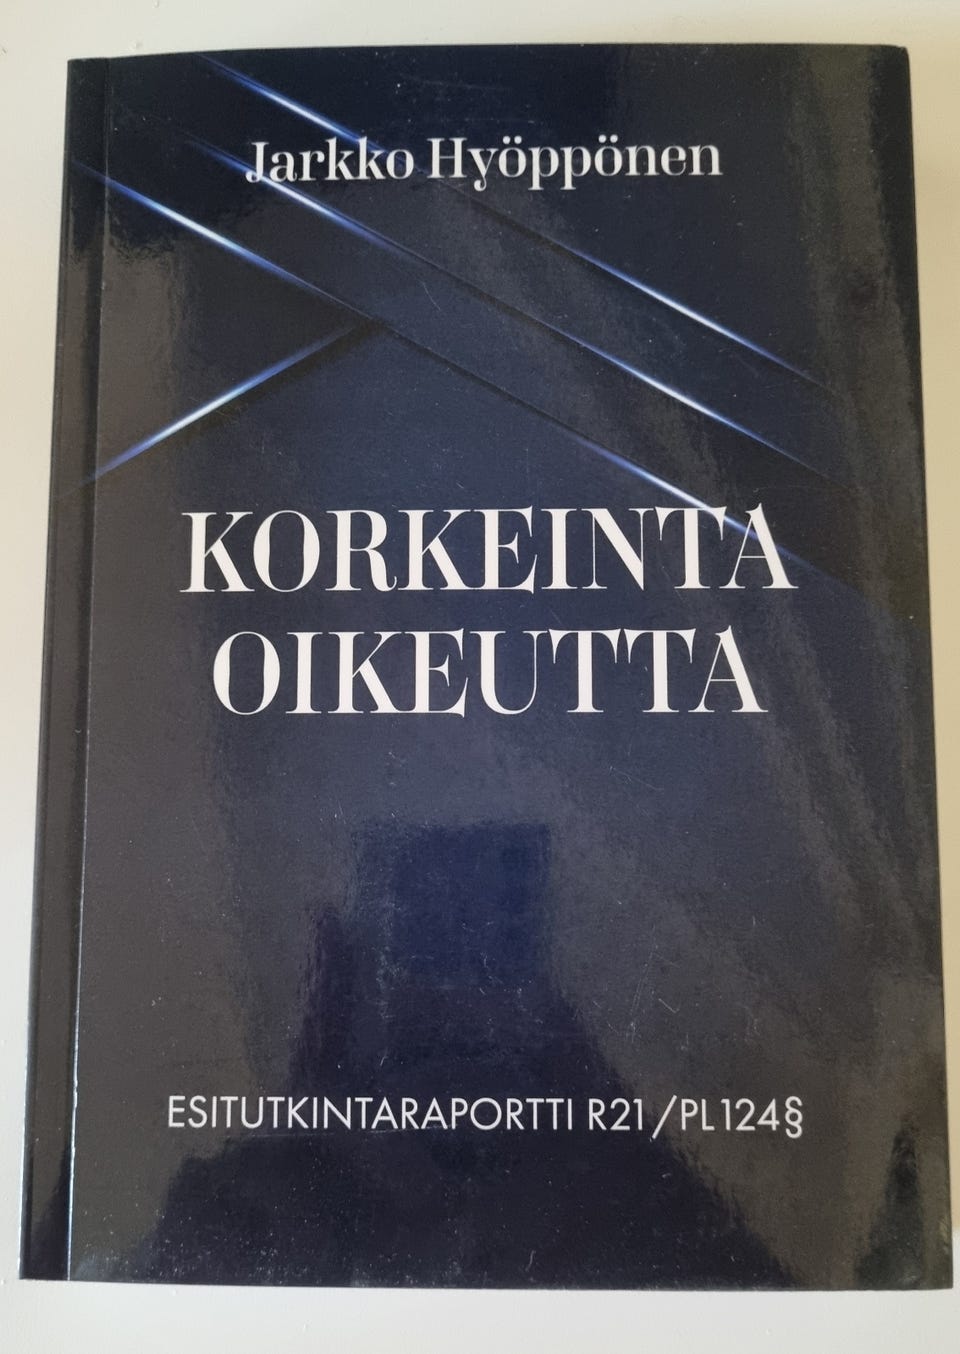 Jarkko Hyöppönen
KORKEINTA
OIKEUTTA
ESITUTKINTARAPORTTI R21/PL124§